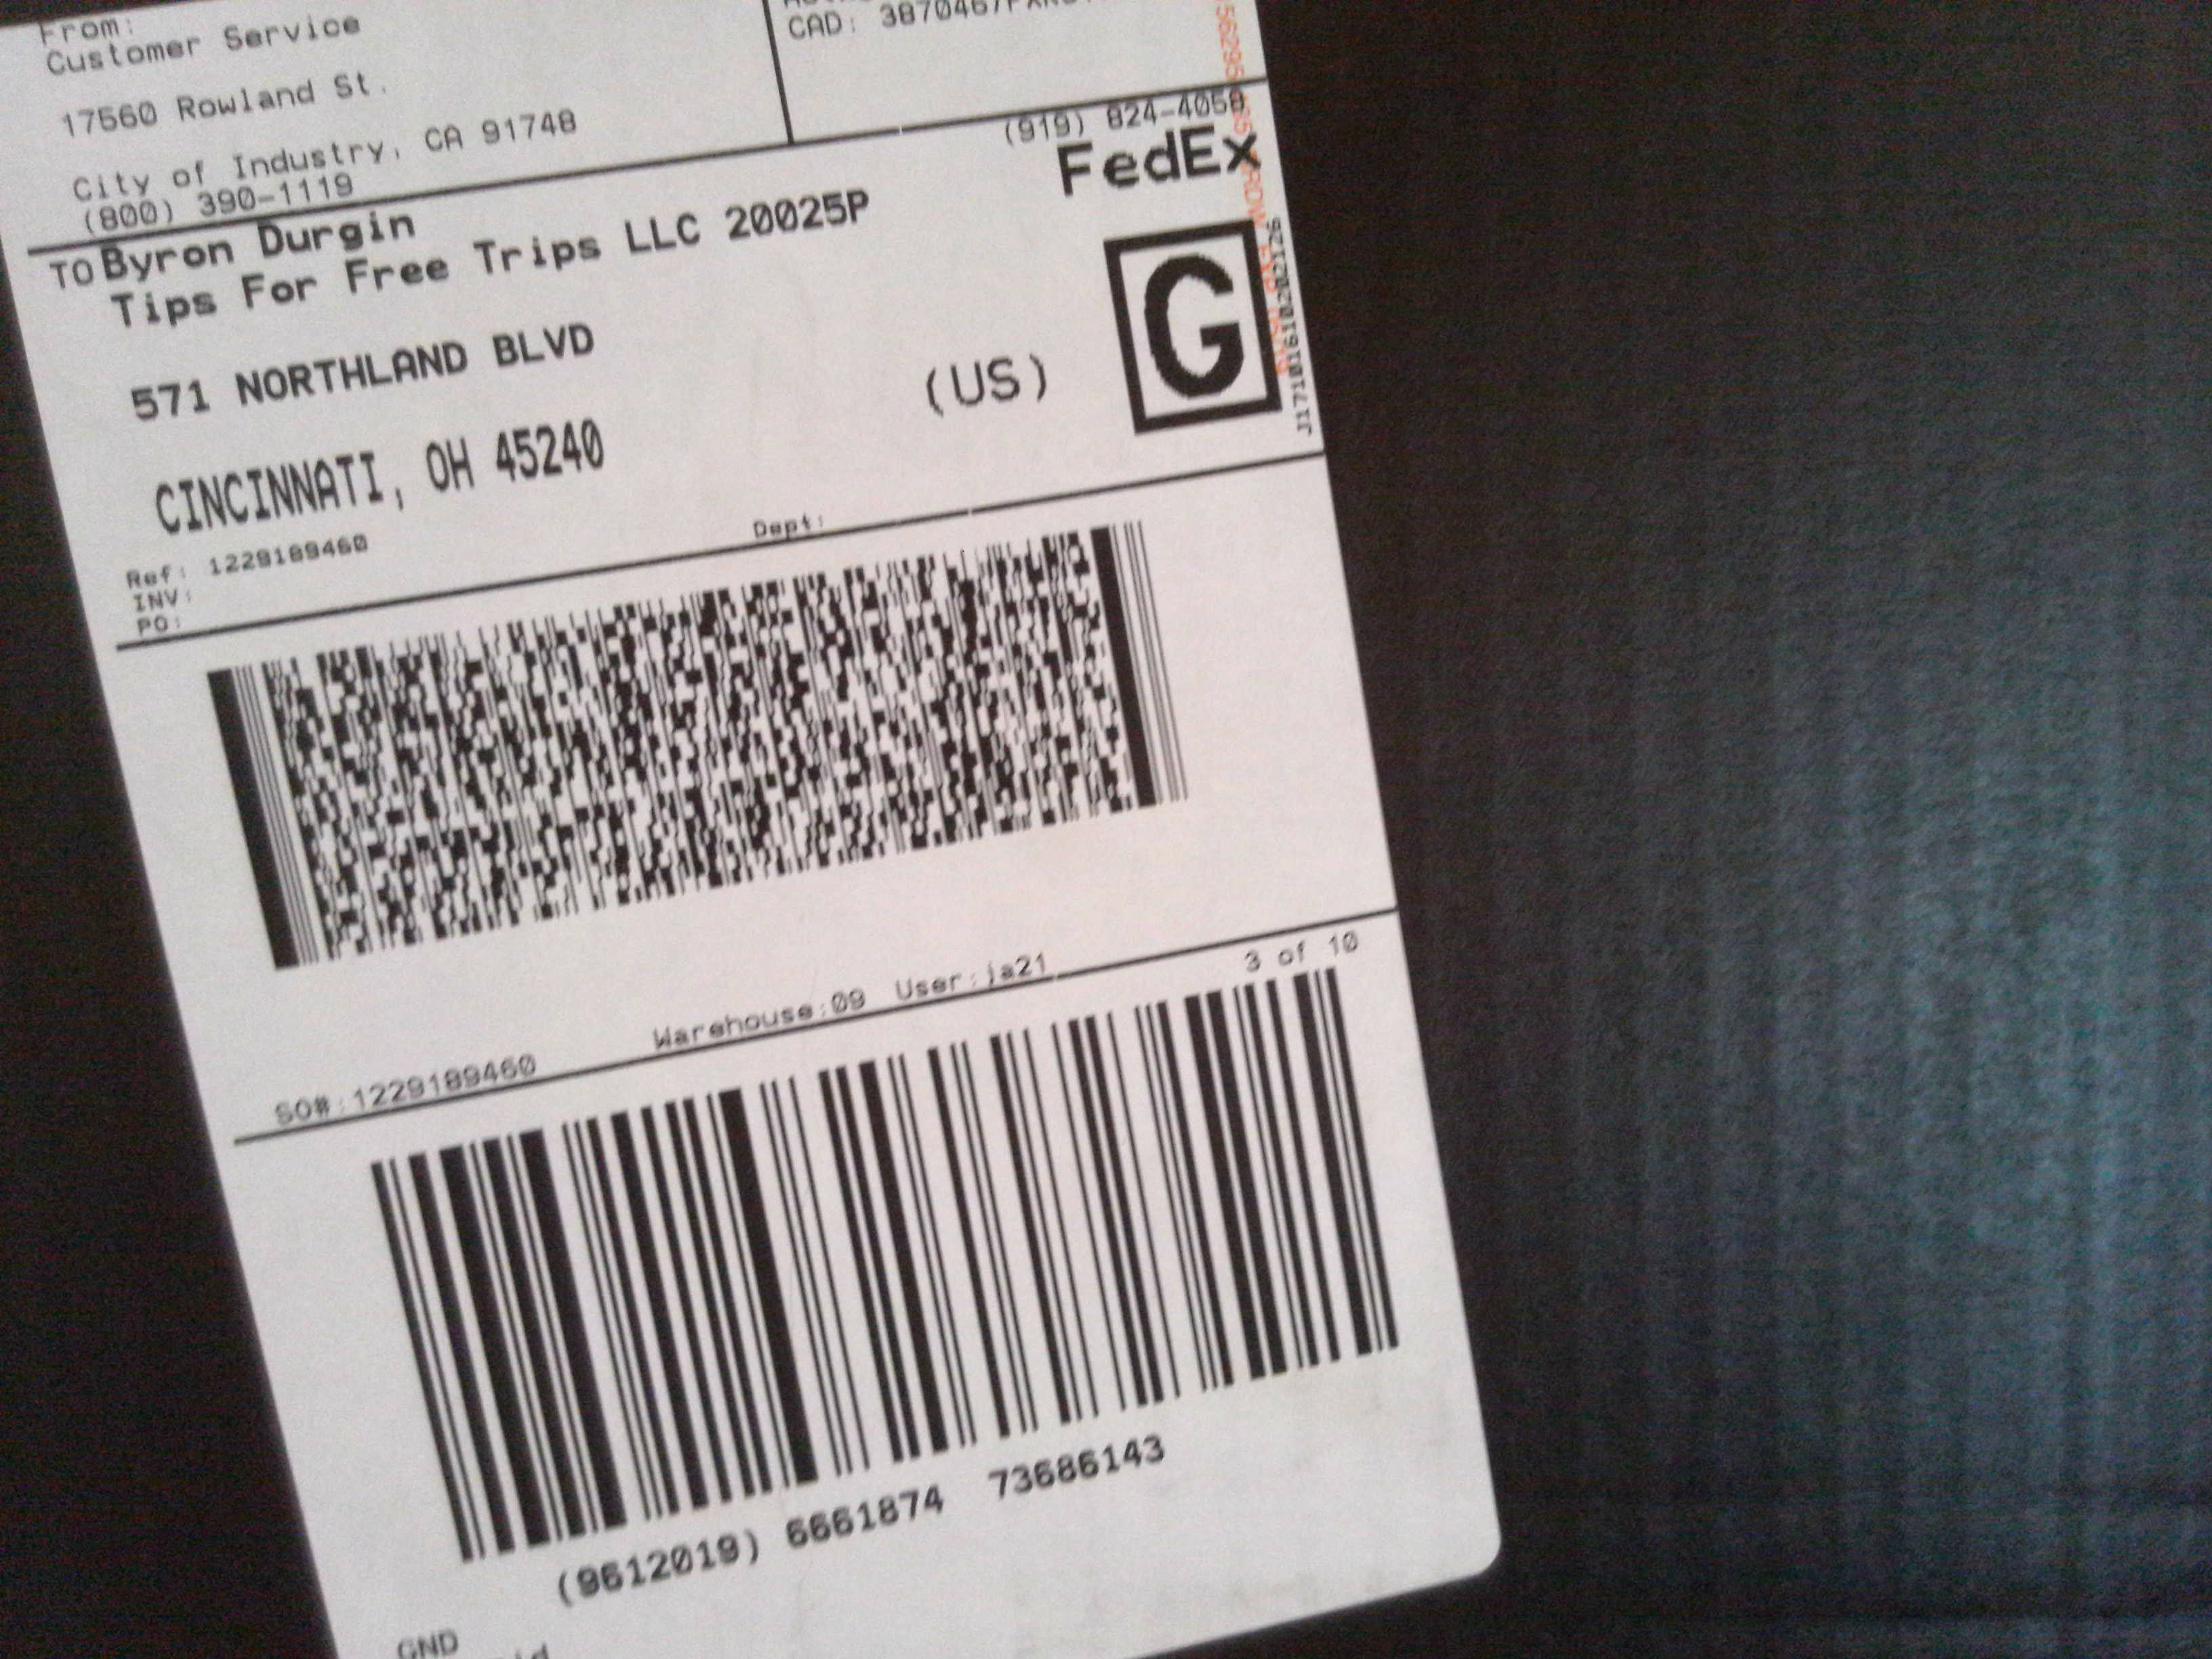 From:
Customer Service
17560 Rowland St.
City of Industry, CA 91748
(800) 390-1119
CAD:
(919) 824-4058
FedEx
TO Byron Durgin
Tips For Free Trips LLC 20025P
571 NORTHLAND BLVD
(US)
G
CINCINNATI, OH 45240
Ref: 1229189460
Dept:
INV:
PO:
SO#:1229189460 Warehouse:09 User:ja21 3 of 10
(9612019) 6661874 73686143
GND